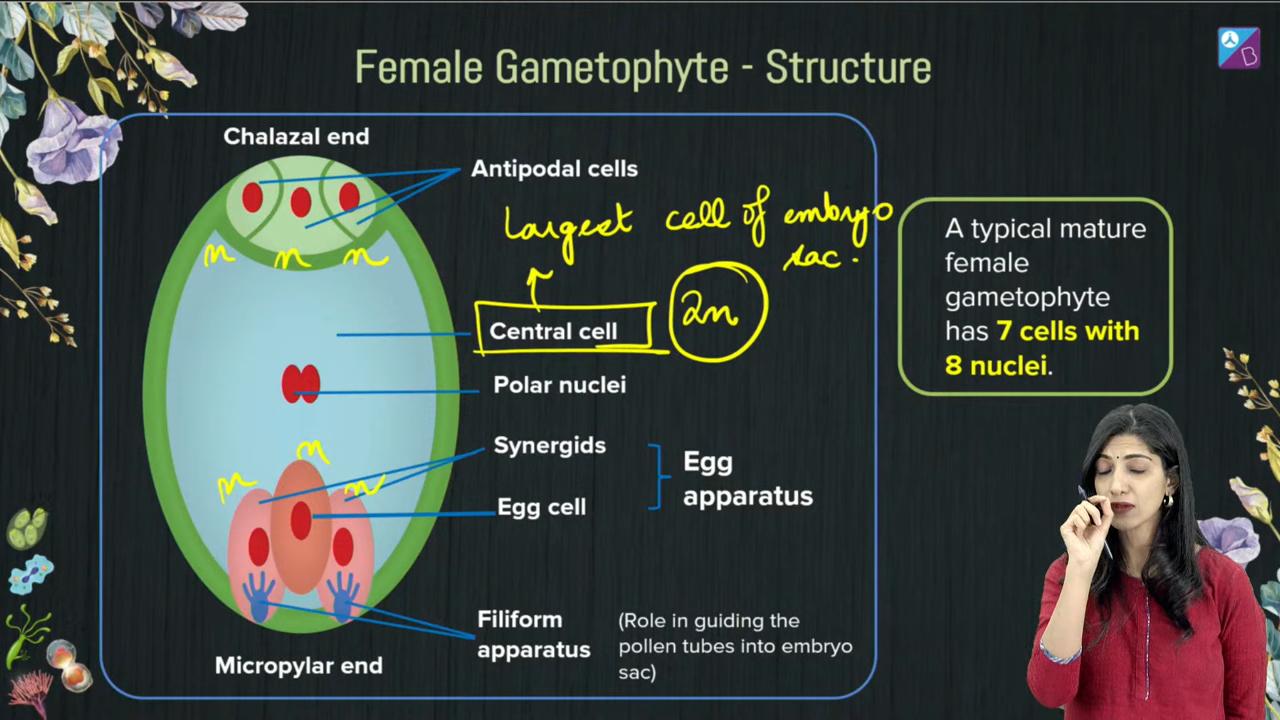 Female Gametophyte - Structure
Chalazal end
Antipodal cells
Largest cell of embryo
sac.
n n n
Central cell
2n
Polar nuclei
n
n n
Synergids
Egg cell
Egg
apparatus
Filiform
apparatus
(Role in guiding the
pollen tubes into embryo
sac)
Micropylar end
A typical mature
female
gametophyte
has 7 cells with
8 nuclei.
B